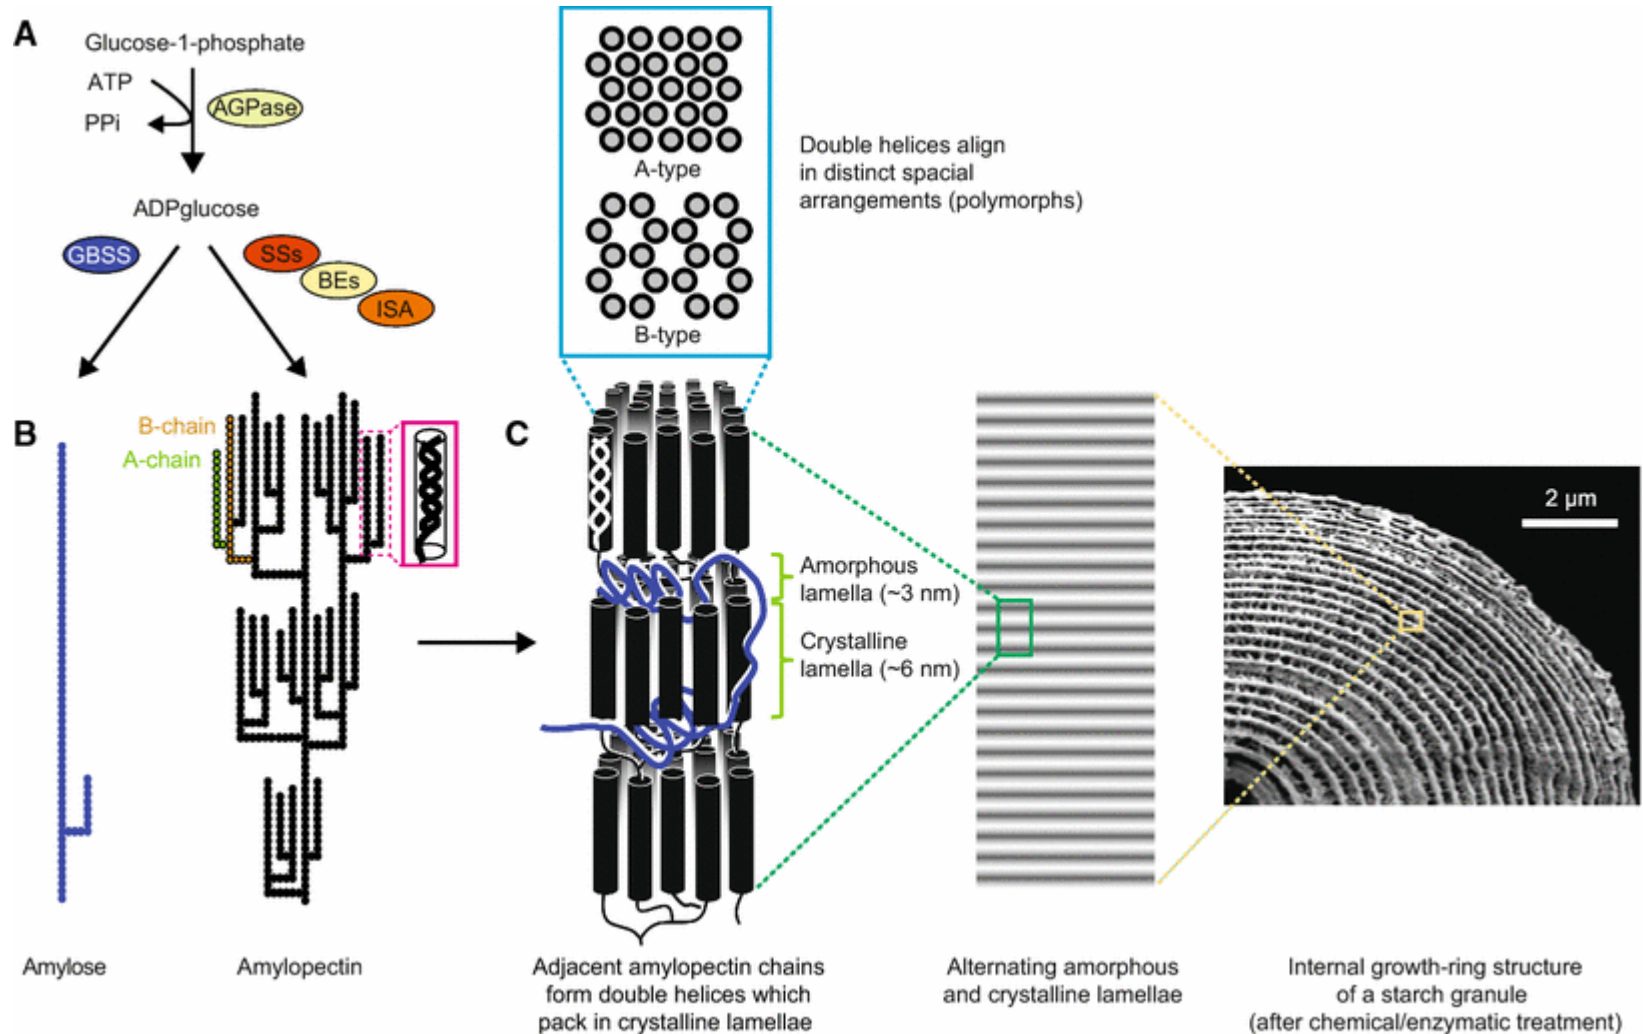 A
Glucose-1-phosphate
ATP
AGPase
PPi
ADPglucose
GBSS
SSs
BEs
ISA
A-type
B-type
Double helices align
in distinct spacial
arrangements (polymorphs)
B
B-chain
A-chain
Amylose
Amylopectin
C
Amorphous
lamella (~3 nm)
Crystalline
lamella (~6 nm)
2 µm
Adjacent amylopectin chains
form double helices which
pack in crystalline lamellae
Alternating amorphous
and crystalline lamellae
Internal growth-ring structure
of a starch granule
(after chemical/enzymatic treatment)